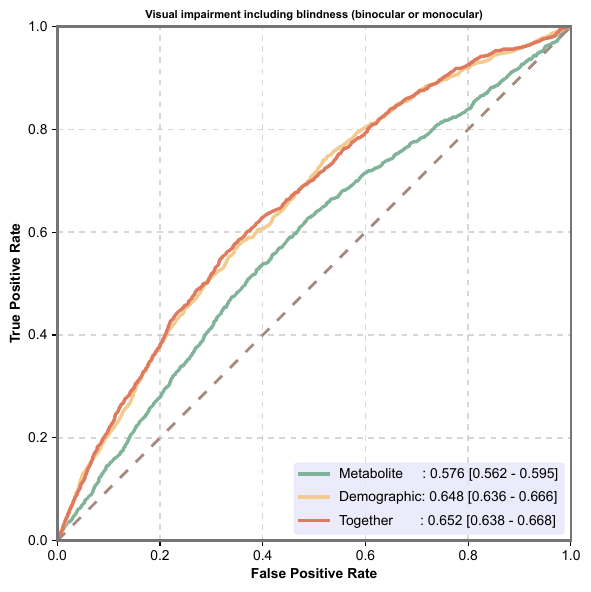 Visual impairment including blindness (binocular or monocular)
1.0
0.8
0.6
0.4
0.2
0.0
True Positive Rate
Metabolite : 0.576 [0.562 - 0.595]
Demographic: 0.648 [0.636 - 0.666]
Together : 0.652 [0.638 - 0.668]
0.0 0.2 0.4 0.6 0.8 1.0
False Positive Rate